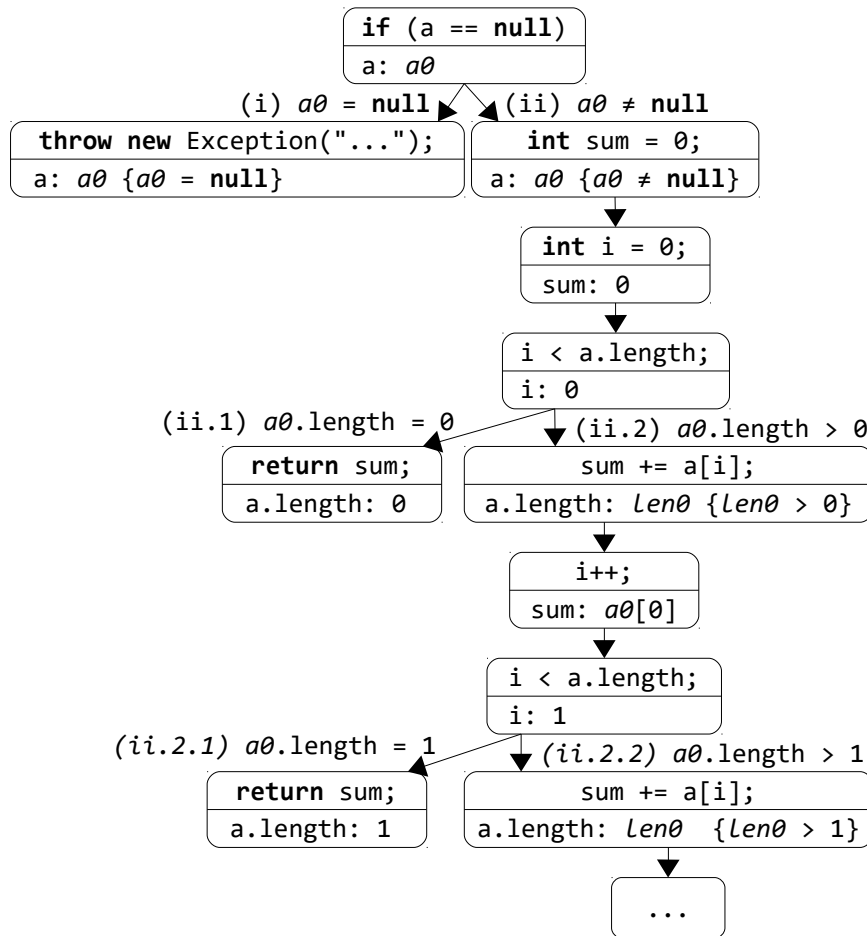 if (a == null)
a: a0
(i) a0 = null
(ii) a0 ≠ null
throw new Exception("...");
a: a0 {a0 = null}
int sum = 0;
a: a0 {a0 ≠ null}
int i = 0;
sum: 0
i < a.length;
i: 0
(ii.1) a0.length = 0
(ii.2) a0.length > 0
return sum;
a.length: 0
sum += a[i];
a.length: len0 {len0 > 0}
i++;
sum: a0[0]
i < a.length;
i: 1
(ii.2.1) a0.length = 1
(ii.2.2) a0.length > 1
return sum;
a.length: 1
sum += a[i];
a.length: len0  {len0 > 1}
...